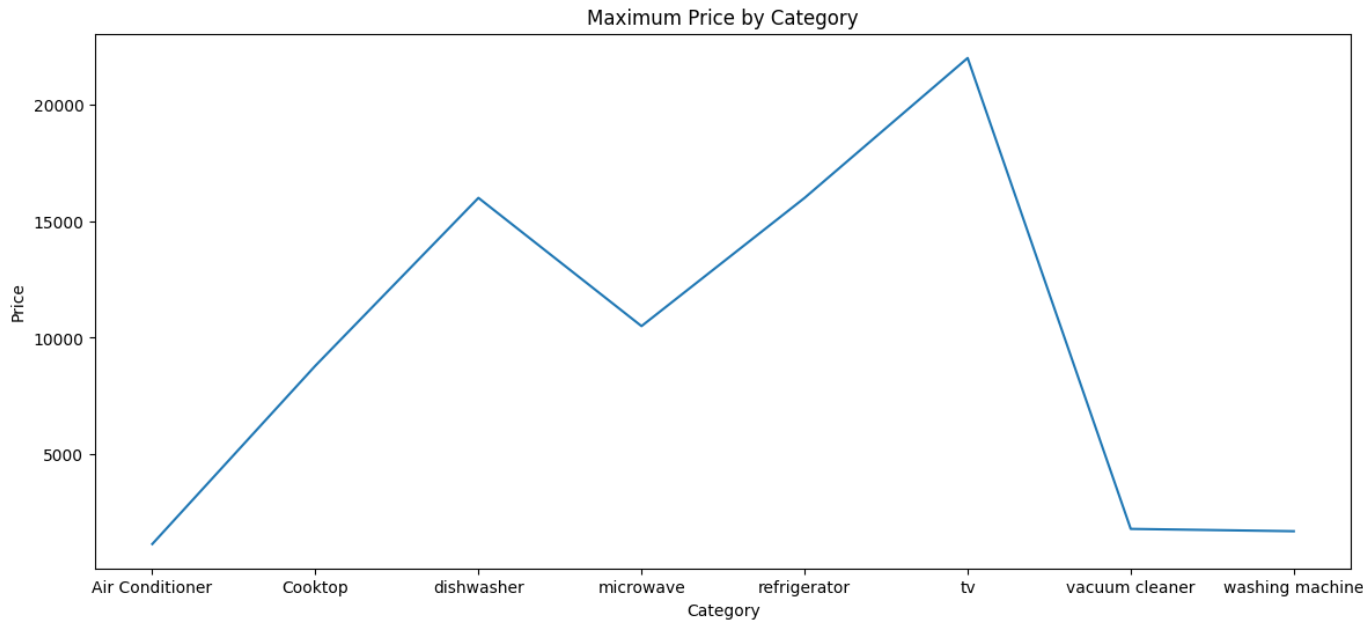 Maximum Price by Category
Price
20000
15000
10000
5000
Air Conditioner Cooktop dishwasher microwave refrigerator tv vacuum cleaner washing machine
Category